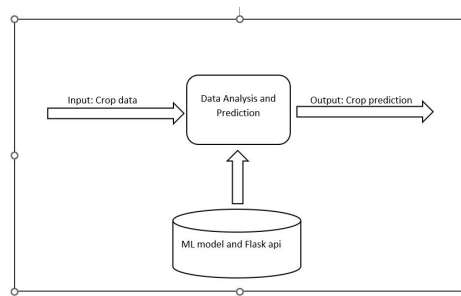 Input: Crop data
Data Analysis and
Prediction
Output: Crop prediction
ML model and Flask api